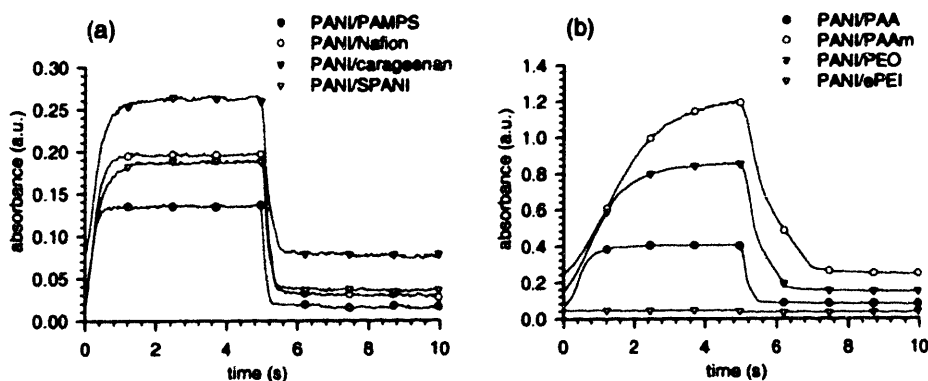 (a)
PANI/PAMPS
PANI/Nafion
PANI/carageenan
PANI/SPANI
absorbance (a.u.)
0.30
0.25
0.20
0.15
0.10
0.05
0.00
0 2 4 6 8 10
time (s)
(b)
PANI/PAA
PANI/PAAm
PANI/PEO
PANI/ePEI
absorbance (a.u.)
1.4
1.2
1.0
0.8
0.6
0.4
0.2
0.0
0 2 4 6 8 10
time (s)